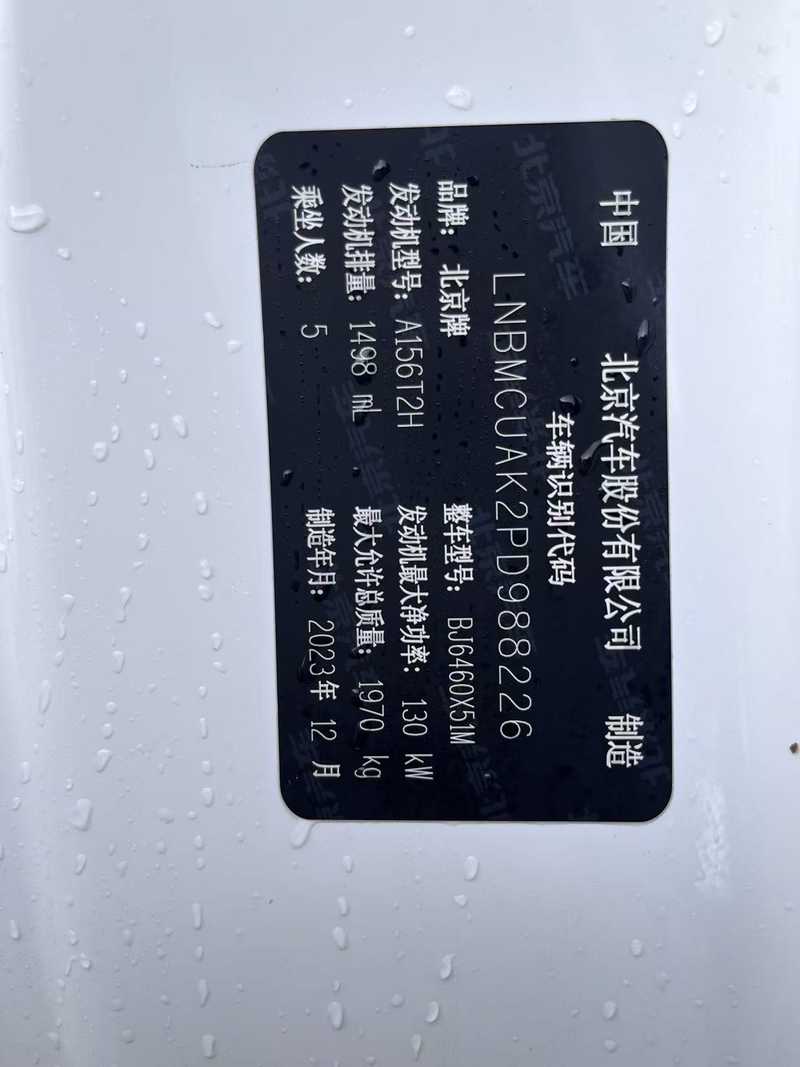 中国 北京汽车股份有限公司 制造
车辆识别代码
LNBMCUAK2PD988226
品牌: 北京牌 整车型号: BJ6460X51M
发动机型号: A156T2H 发动机最大净功率: 130 kW
发动机排量: 1498 mL 最大允许总质量: 1970 kg
乘坐人数: 5 制造年月: 2023年 12 月